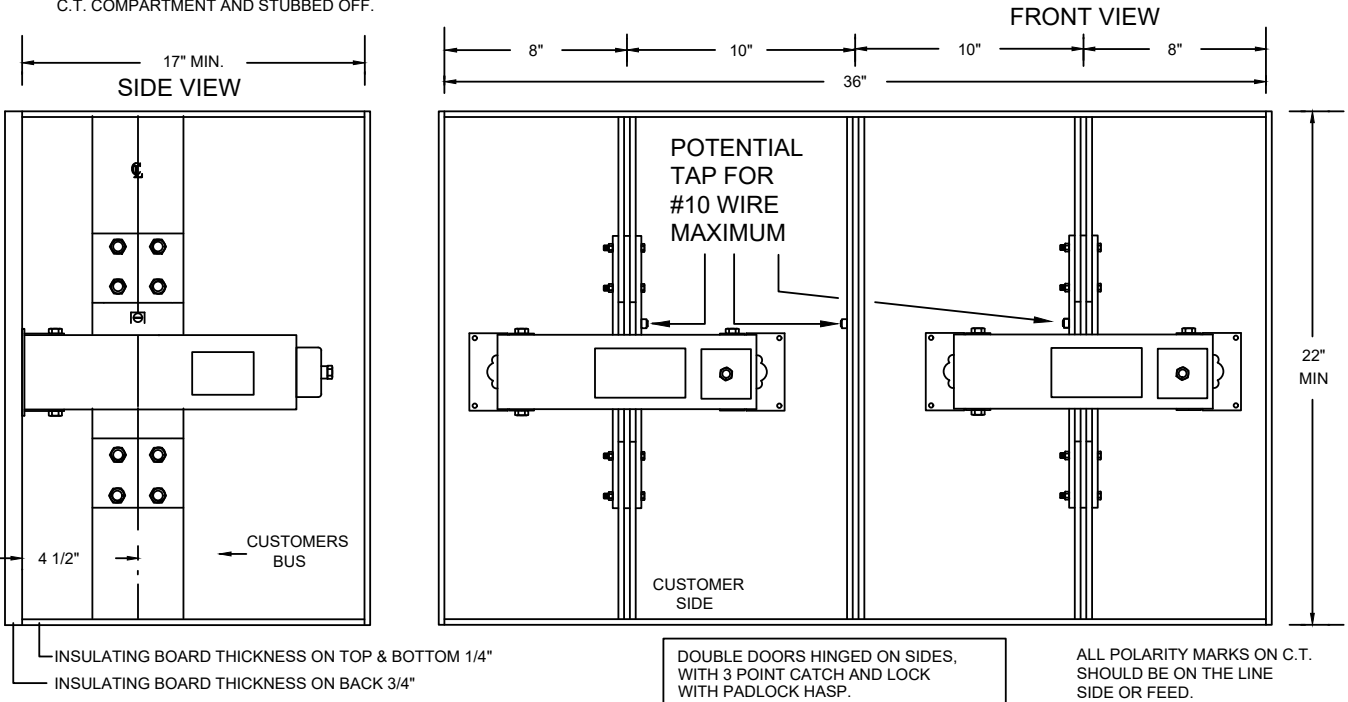 C.T. COMPARTMENT AND STUBBED OFF.
FRONT VIEW
17" MIN.
SIDE VIEW
8"
10"
10"
8"
36"
POTENTIAL
TAP FOR
#10 WIRE
MAXIMUM
22"
MIN
4 1/2"
CUSTOMERS
BUS
CUSTOMER
SIDE
INSULATING BOARD THICKNESS ON TOP & BOTTOM 1/4"
INSULATING BOARD THICKNESS ON BACK 3/4"
DOUBLE DOORS HINGED ON SIDES,
WITH 3 POINT CATCH AND LOCK
WITH PADLOCK HASP.
ALL POLARITY MARKS ON C.T.
SHOULD BE ON THE LINE
SIDE OR FEED.